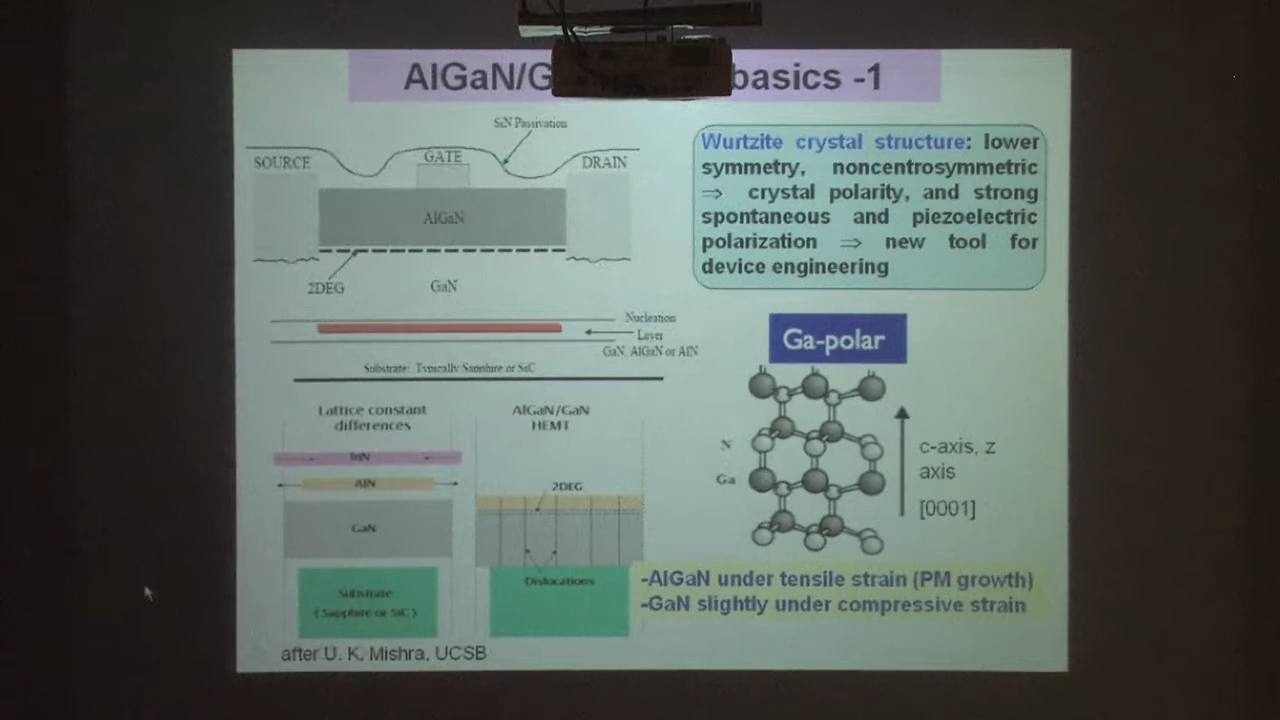 AlGaN/G basics -1
SiN Passivation
SOURCE
GATE
DRAIN
AlGaN
2DEG
GaN
Nucleation
Layer
GaN, AlGaN or AlN
Substrate: Typically Sapphire or SiC
Wurtzite crystal structure: lower
symmetry, noncentrosymmetric
⇒ crystal polarity, and strong
spontaneous and piezoelectric
polarization ⇒ new tool for
device engineering
Ga-polar
N
Ga
c-axis, z
axis
[0001]
Lattice constant
differences
InN
AlN
GaN
Substrate
(Sapphire or SiC)
AlGaN/GaN
HEMT
2DEG
Dislocations
-AlGaN under tensile strain (PM growth)
-GaN slightly under compressive strain
after U. K. Mishra, UCSB